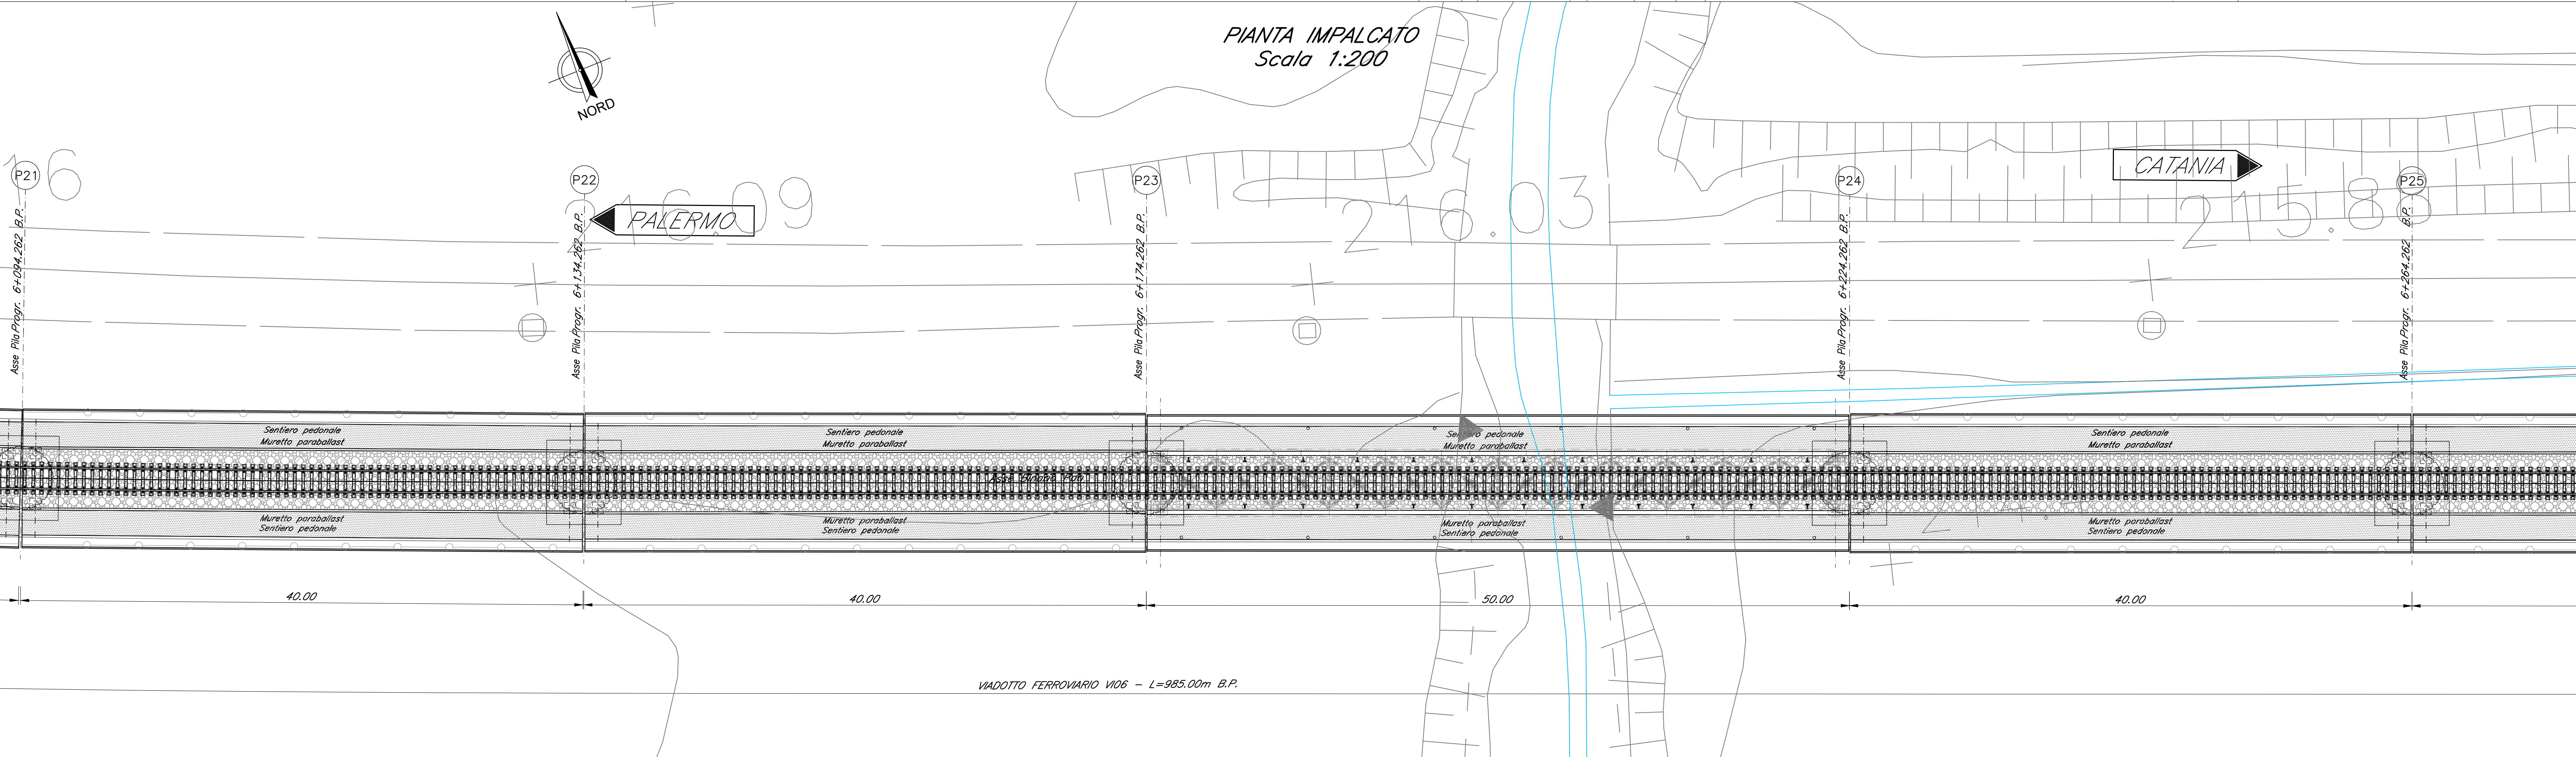 PIANTA IMPALCATO
Scala 1:200
NORD
P21
P22
P23
P24
P25
PALERMO
CATANIA
16
216.09
216.03
215.88
Asse Pila Progr. 6+094.262 B.P.
Asse Pila Progr. 6+134.262 B.P.
Asse Pila Progr. 6+174.262 B.P.
Asse Pila Progr. 6+224.262 B.P.
Asse Pila Progr. 6+264.262 B.P.
Sentiero pedonale
Muretto paraballast
Sentiero pedonale
Muretto paraballast
Sentiero pedonale
Muretto paraballast
Sentiero pedonale
Muretto paraballast
Asse Binario Pari
Muretto paraballast
Sentiero pedonale
Muretto paraballast
Sentiero pedonale
Muretto paraballast
Sentiero pedonale
Muretto paraballast
Sentiero pedonale
40.00
40.00
50.00
40.00
VIADOTTO FERROVIARIO VI06 - L=985.00m B.P.